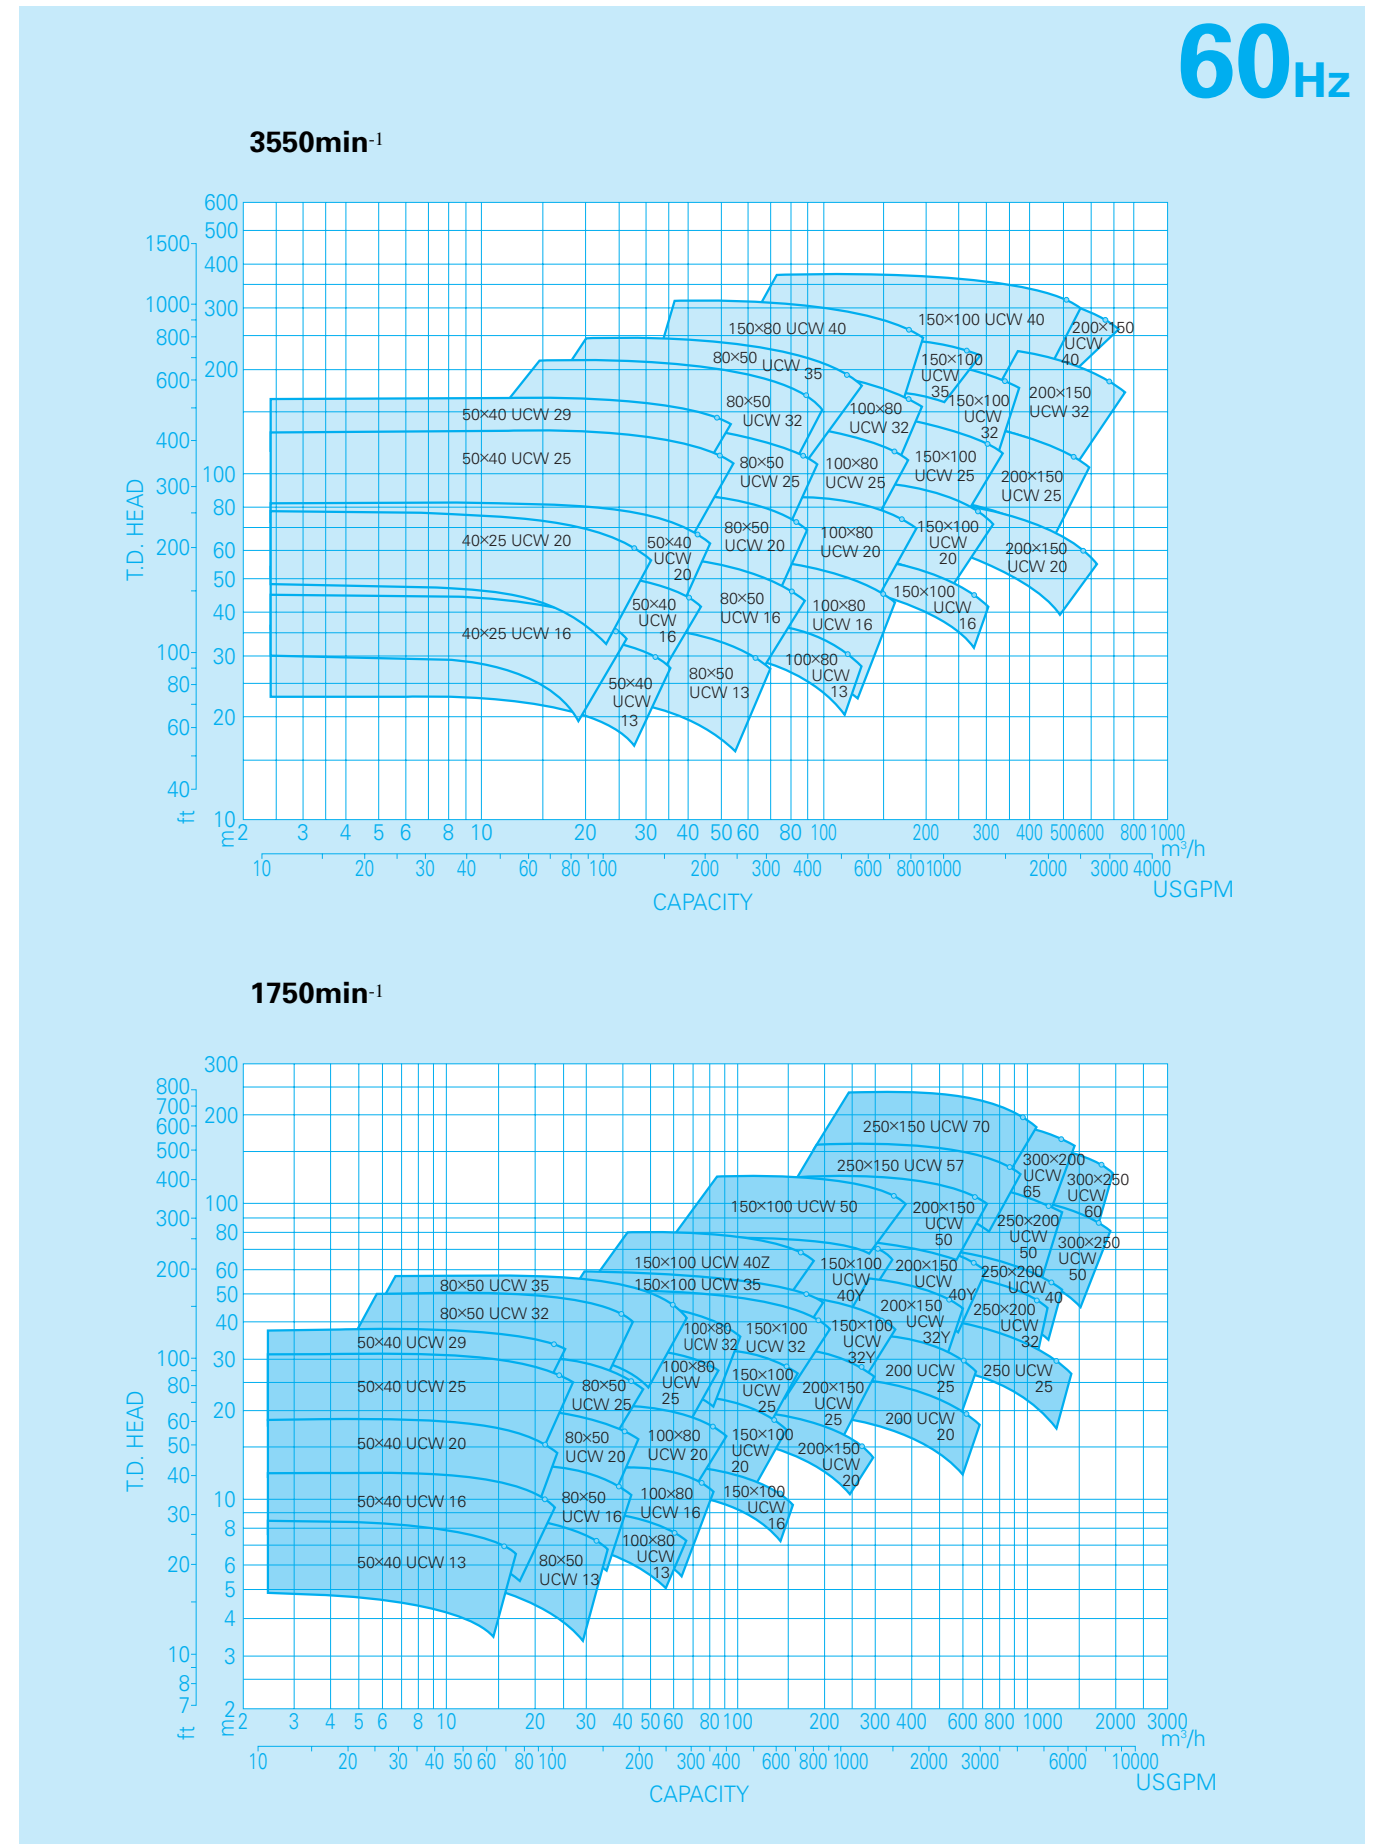 60Hz
3550min-1
600
1500 500
400
1000 300
800
600 200
400
300 100
80
200 60
50
40
100 30
80
60 20
40
10
T.D. HEAD
ft
m
150×100 UCW 40
200×150
UCW
40
150×80 UCW 40
80×50 UCW
35
150×100
UCW
35
80×50
UCW 32
100×80
UCW 32
150×100
UCW
32
200×150
UCW 32
50×40 UCW 29
50×40 UCW 25
80×50
UCW 25
100×80
UCW 25
150×100
UCW 25
200×150
UCW 25
40×25 UCW 20
50×40
UCW
20
80×50
UCW 20
100×80
UCW 20
150×100
UCW
20
200×150
UCW 20
40×25 UCW 16
50×40
UCW
16
80×50
UCW 16
100×80
UCW 16
150×100
UCW
16
50×40
UCW
13
80×50
UCW 13
100×80
UCW
13
2 3 4 5 6 8 10 20 30 40 50 60 80 100 200 300 400 500 600 800 1000
m³/h
10 20 30 40 60 80 100 200 300 400 600 800 1000 2000 3000 4000
USGPM
CAPACITY
1750min-1
300
800
700 200
600
500
400
300 100
80
200 60
50
40
100 30
80
60 20
50
40
30 10
8
20 6
5
4
10 3
8
7 2
T.D. HEAD
ft
m
250×150 UCW 70
250×150 UCW 57
300×200
UCW
65
300×250
UCW
60
150×100 UCW 50
200×150
UCW
50
250×200
UCW
50
300×250
UCW
50
150×100 UCW 40Z
150×100
UCW
40Y
200×150
UCW
40Y
250×200
UCW
40
80×50 UCW 35
150×100 UCW 35
80×50 UCW 32
100×80
UCW 32
150×100
UCW 32
150×100
UCW
32Y
200×150
UCW
32Y
250×200
UCW
32
50×40 UCW 29
50×40 UCW 25
80×50
UCW 25
100×80
UCW
25
150×100
UCW
25
200×150
UCW
25
200 UCW
25
250 UCW
25
50×40 UCW 20
80×50
UCW 20
100×80
UCW 20
150×100
UCW
20
200×150
UCW
20
200 UCW
20
50×40 UCW 16
80×50
UCW 16
100×80
UCW 16
150×100
UCW
16
50×40 UCW 13
80×50
UCW 13
100×80
UCW
13
2 3 4 5 6 8 10 20 30 40 50 60 80 100 200 300 400 600 800 1000 2000 3000
m³/h
10 20 30 40 50 60 80 100 200 300 400 600 800 1000 2000 3000 6000 10000
USGPM
CAPACITY